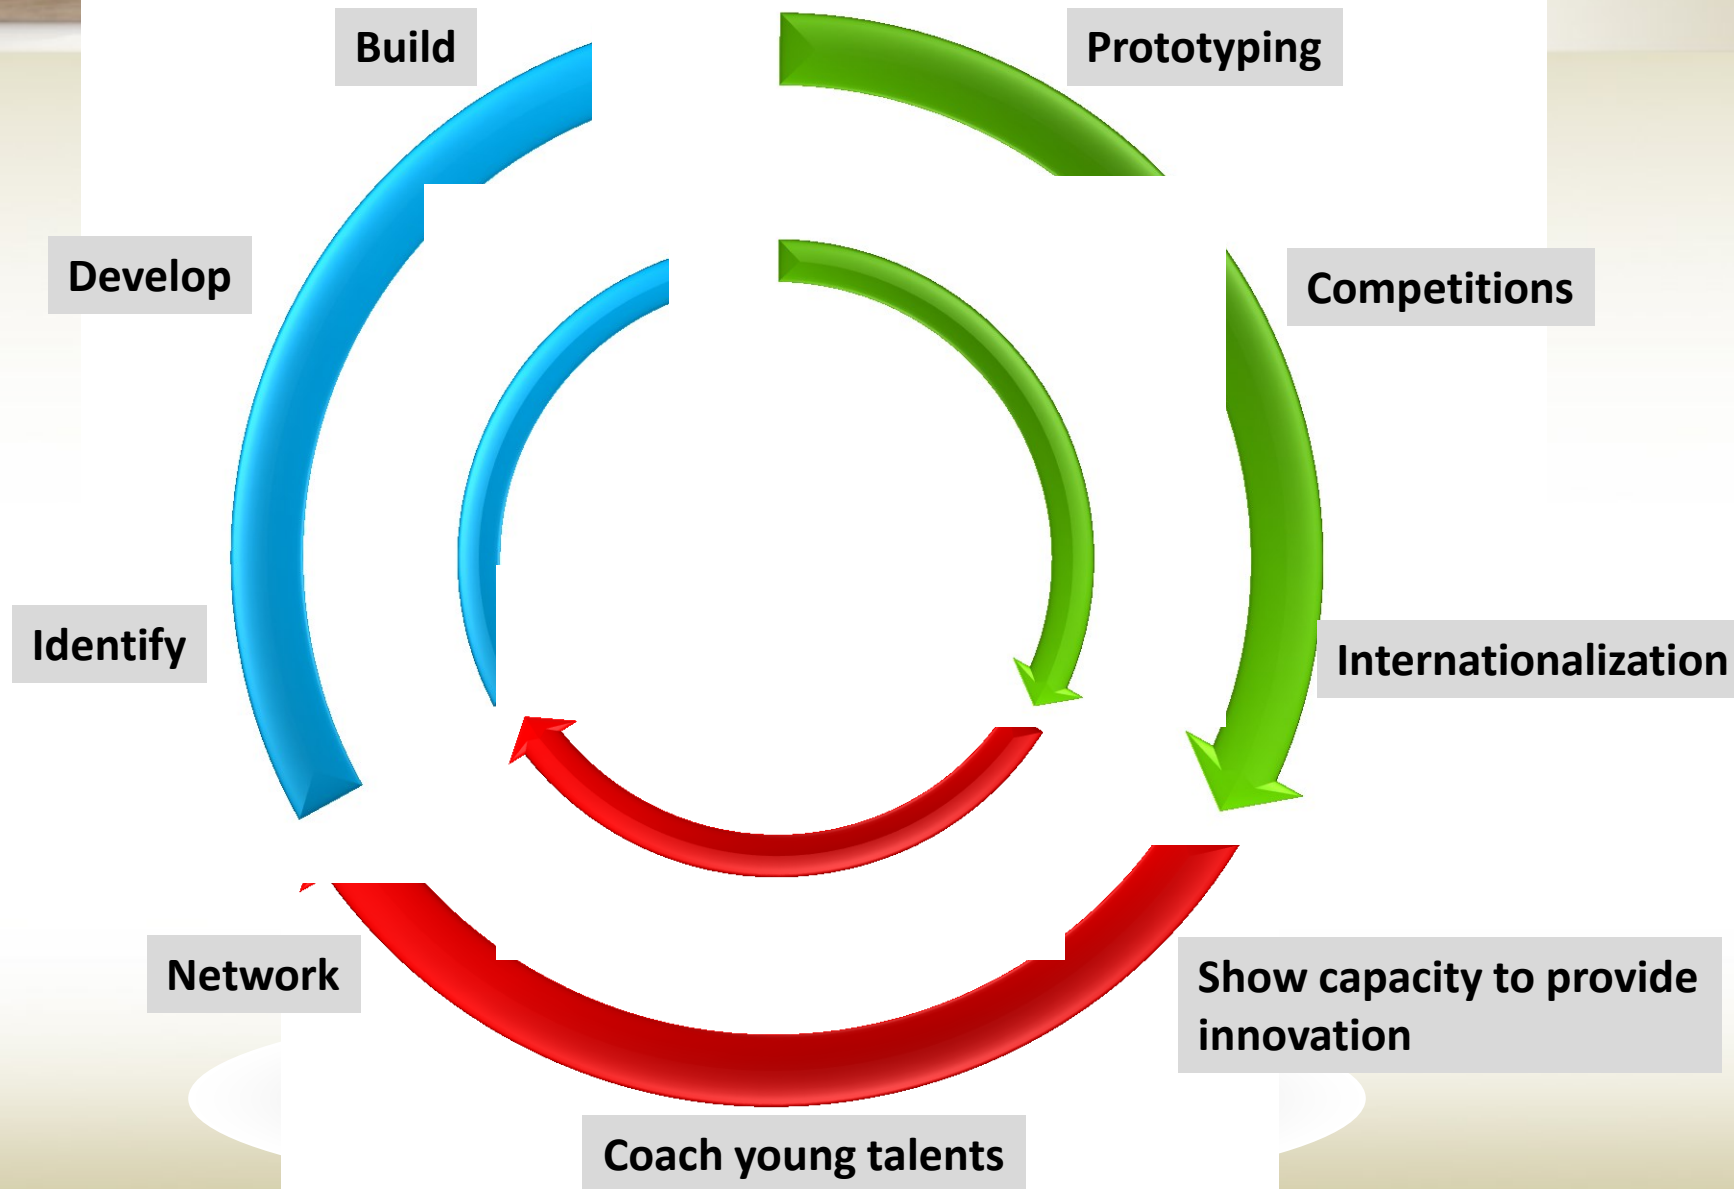 Build
Prototyping
Develop
Competitions
Identify
Internationalization
Network
Show capacity to provide
innovation
Coach young talents